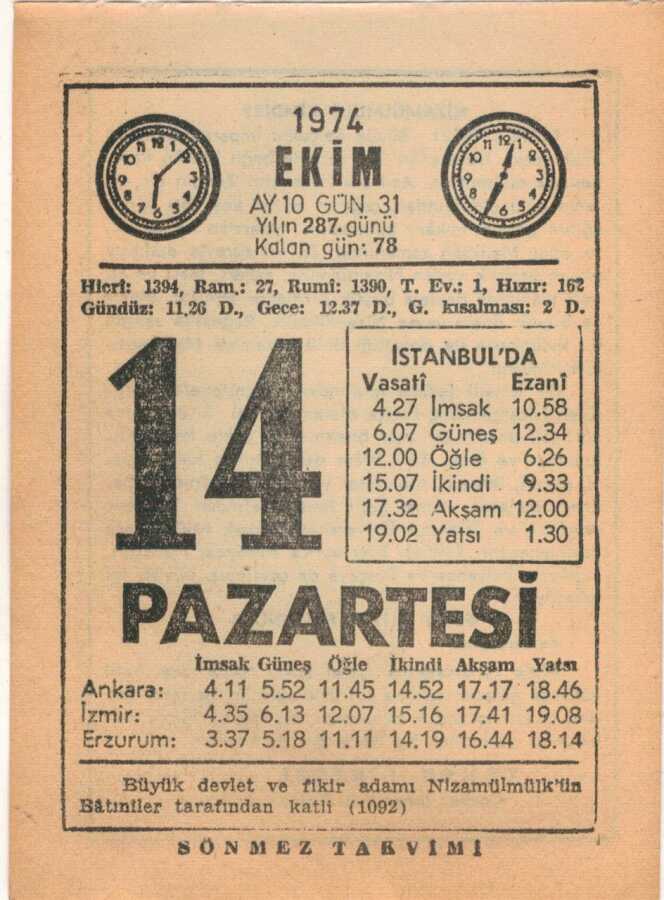 1974
EKİM
AY 10 GÜN 31
Yılın 287. günü
Kalan gün: 78
Hicrî: 1394, Ram.: 27, Rumî: 1390, T. Ev.: 1, Hızır: 162
Gündüz: 11,26 D., Gece: 12.37 D., G. kısalması: 2 D.
14
İSTANBUL'DA
Vasatî Ezanî
4.27 İmsak 10.58
6.07 Güneş 12.34
12.00 Öğle 6.26
15.07 İkindi 9.33
17.32 Akşam 12.00
19.02 Yatsı 1.30
PAZARTESİ
İmsak Güneş Öğle İkindi Akşam Yatsı
Ankara: 4.11 5.52 11.45 14.52 17.17 18.46
İzmir: 4.35 6.13 12.07 15.16 17.41 19.08
Erzurum: 3.37 5.18 11.11 14.19 16.44 18.14
Büyük devlet ve fikir adamı Nizamülmülk'ün
Bâtıniler tarafından katli (1092)
SÖNMEZ TAKVİMİ